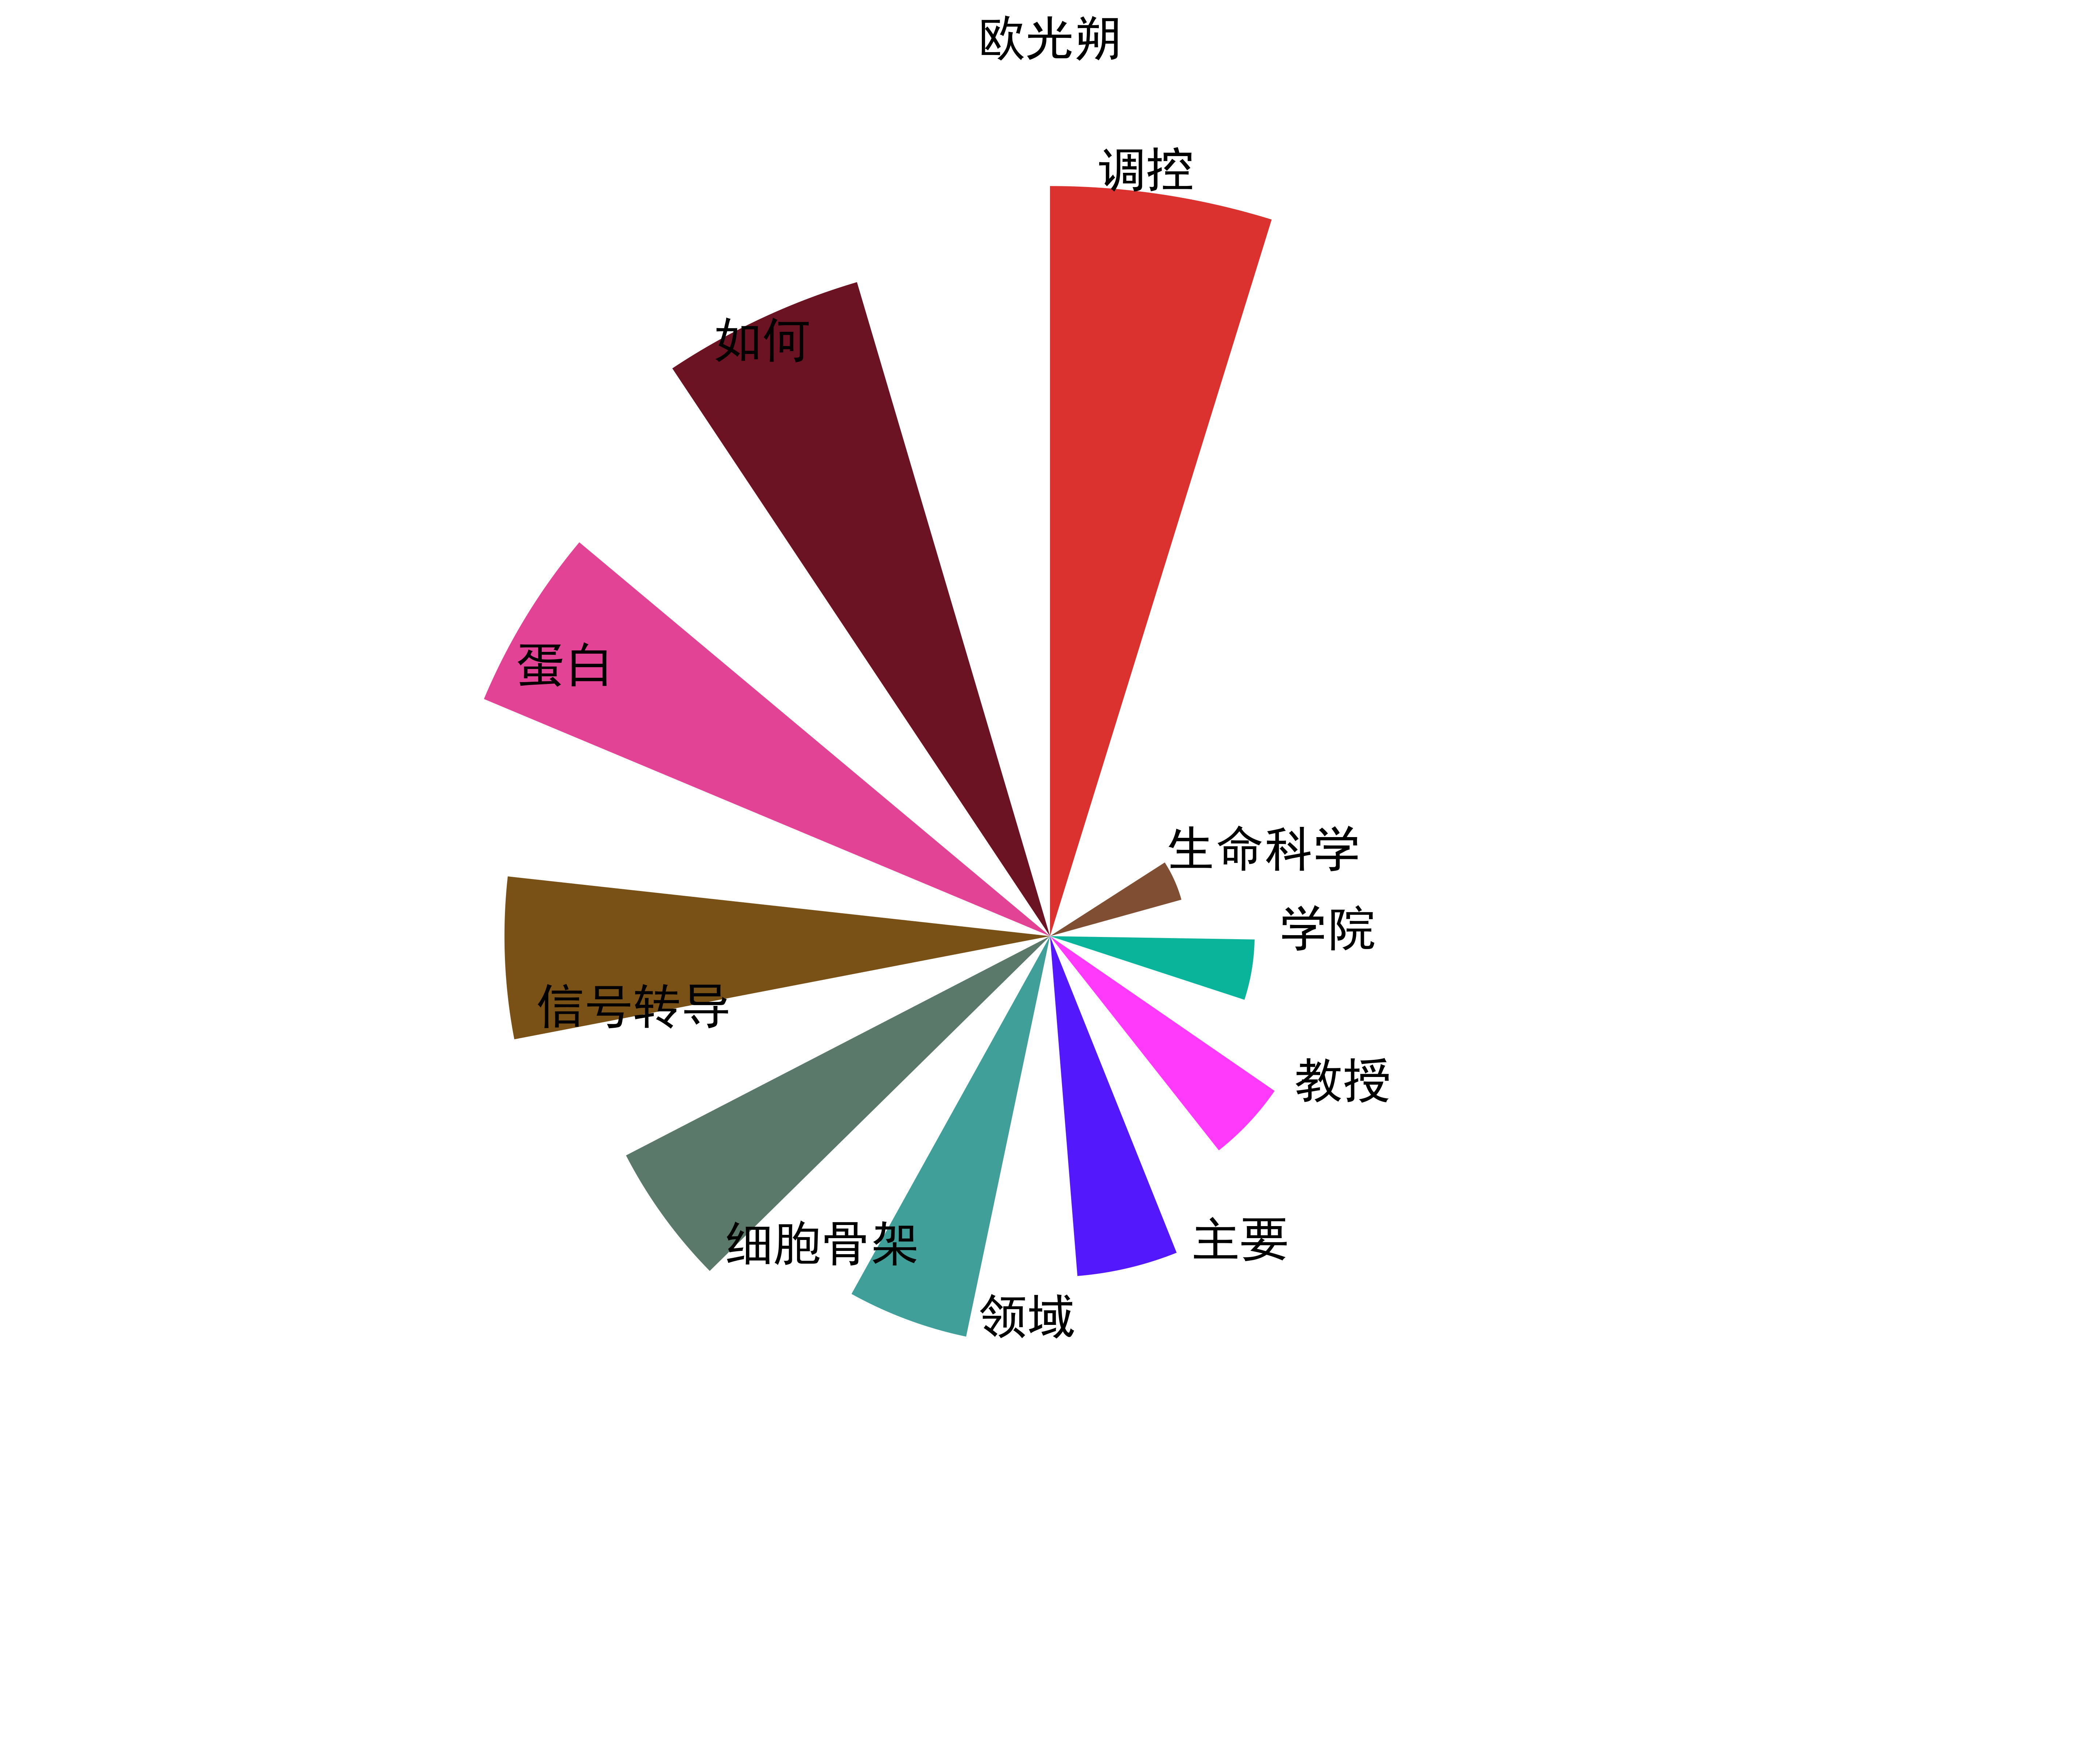 欧光朔
调控
如何
蛋白
生命科学
学院
信号转导
教授
主要
细胞骨架
领域